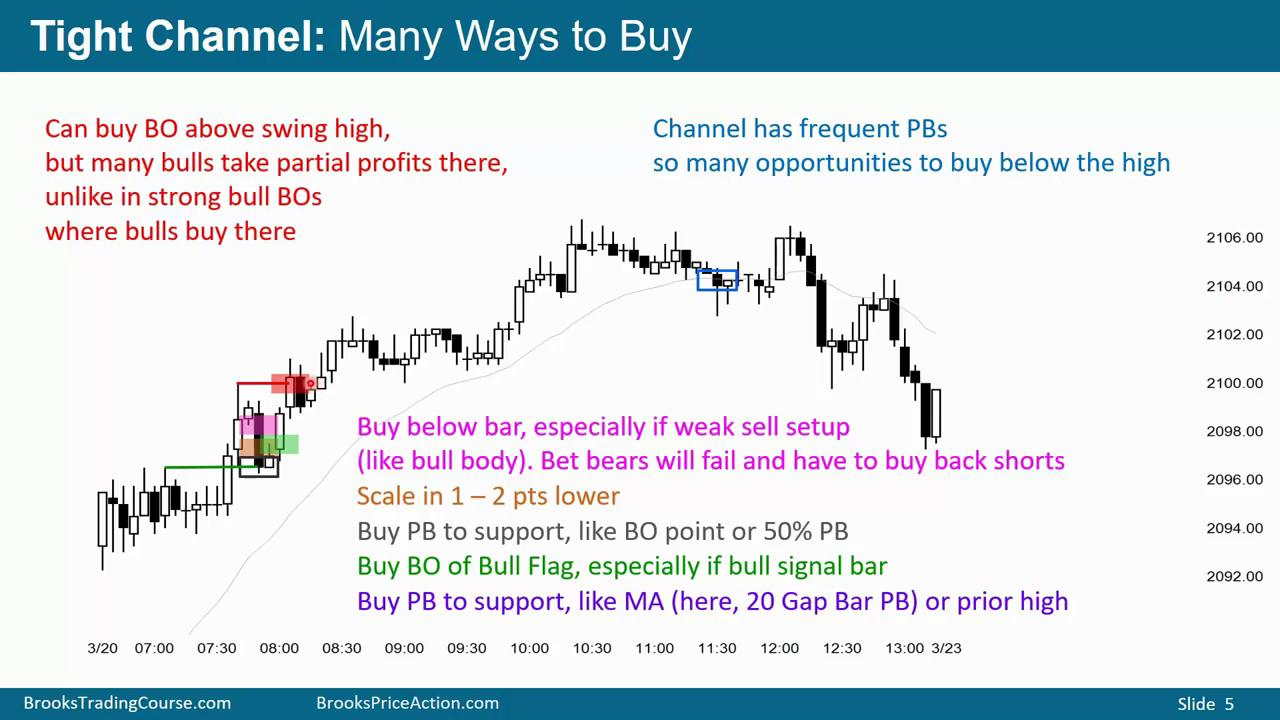 Tight Channel: Many Ways to Buy
Can buy BO above swing high,
but many bulls take partial profits there,
unlike in strong bull BOs
where bulls buy there
Channel has frequent PBs
so many opportunities to buy below the high
2106.00
2104.00
2102.00
2100.00
2098.00
2096.00
2094.00
2092.00
Buy below bar, especially if weak sell setup
(like bull body). Bet bears will fail and have to buy back shorts
Scale in 1 – 2 pts lower
Buy PB to support, like BO point or 50% PB
Buy BO of Bull Flag, especially if bull signal bar
Buy PB to support, like MA (here, 20 Gap Bar PB) or prior high
3/20 07:00 07:30 08:00 08:30 09:00 09:30 10:00 10:30 11:00 11:30 12:00 12:30 13:00 3/23
BrooksTradingCourse.com BrooksPriceAction.com Slide 5